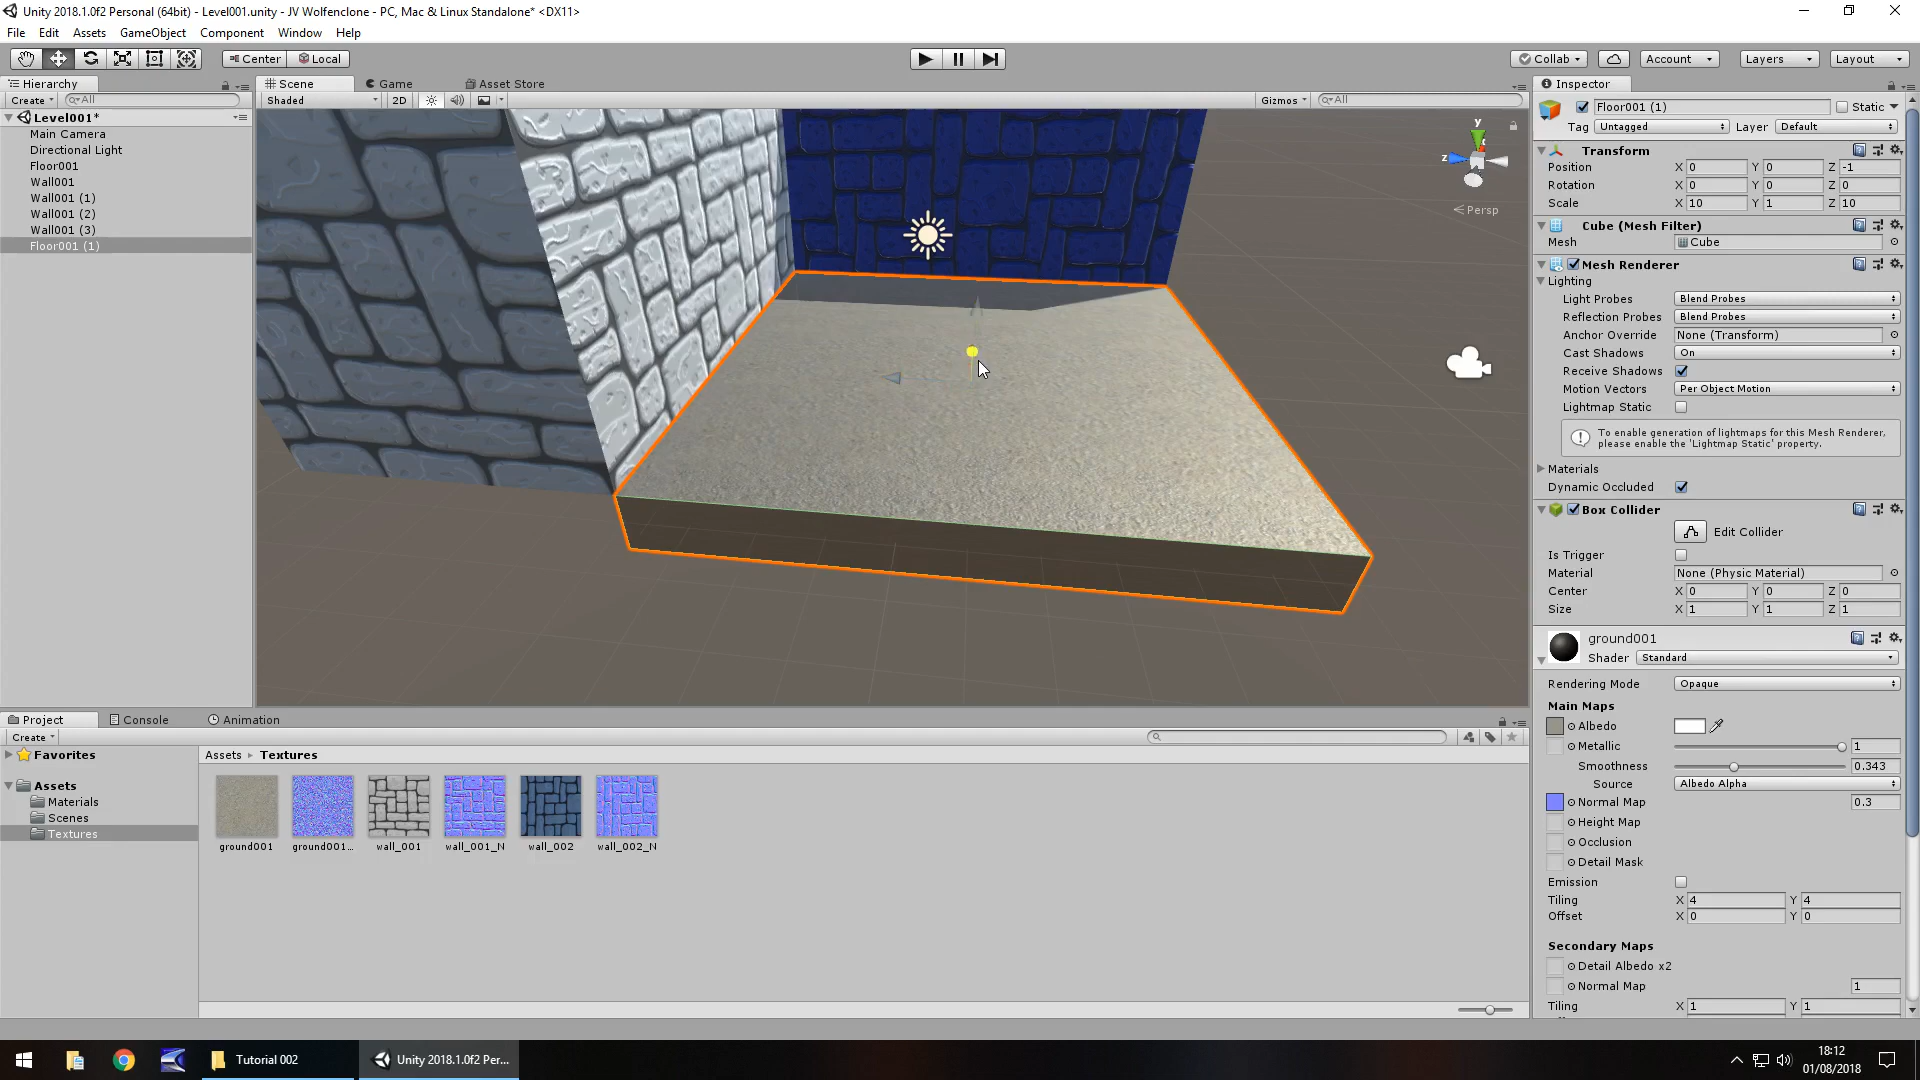 Unity 2018.1.0f2 Personal (64bit) - Level001.unity - JV Wolfenclone - PC, Mac & Linux Standalone* <DX11>
File Edit Assets GameObject Component Window Help
Center Local
Collab Account Layers Layout
Hierarchy
Create All
Level001*
Main Camera
Directional Light
Floor001
Wall001
Wall001 (1)
Wall001 (2)
Wall001 (3)
Floor001 (1)
Scene Game Asset Store
Shaded 2D Gizmos All
y
z
Persp
Inspector
Floor001 (1) Static
Tag Untagged Layer Default
Transform
Position X 0 Y 0 Z -1
Rotation X 0 Y 0 Z 0
Scale X 10 Y 1 Z 10
Cube (Mesh Filter)
Mesh Cube
Mesh Renderer
Lighting
Light Probes Blend Probes
Reflection Probes Blend Probes
Anchor Override None (Transform)
Cast Shadows On
Receive Shadows
Motion Vectors Per Object Motion
Lightmap Static
To enable generation of lightmaps for this Mesh Renderer, please enable the 'Lightmap Static' property.
Materials
Dynamic Occluded
Box Collider
Edit Collider
Is Trigger
Material None (Physic Material)
Center X 0 Y 0 Z 0
Size X 1 Y 1 Z 1
ground001
Shader Standard
Rendering Mode Opaque
Main Maps
Albedo
Metallic 1
Smoothness 0.343
Source Albedo Alpha
Normal Map 0.3
Height Map
Occlusion
Detail Mask
Emission
Tiling X 4 Y 4
Offset X 0 Y 0
Secondary Maps
Detail Albedo x2
Normal Map 1
Tiling X 1 Y 1
Project Console Animation
Create
Favorites
Assets
Materials
Scenes
Textures
Assets Textures
ground001 ground001... wall_001 wall_001_N wall_002 wall_002_N
Tutorial 002
Unity 2018.1.0f2 Per...
18:12
01/08/2018